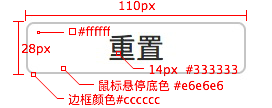 110px
#ffffff
28px
重置
14px #333333
鼠标悬停底色 #e6e6e6
边框颜色#cccccc